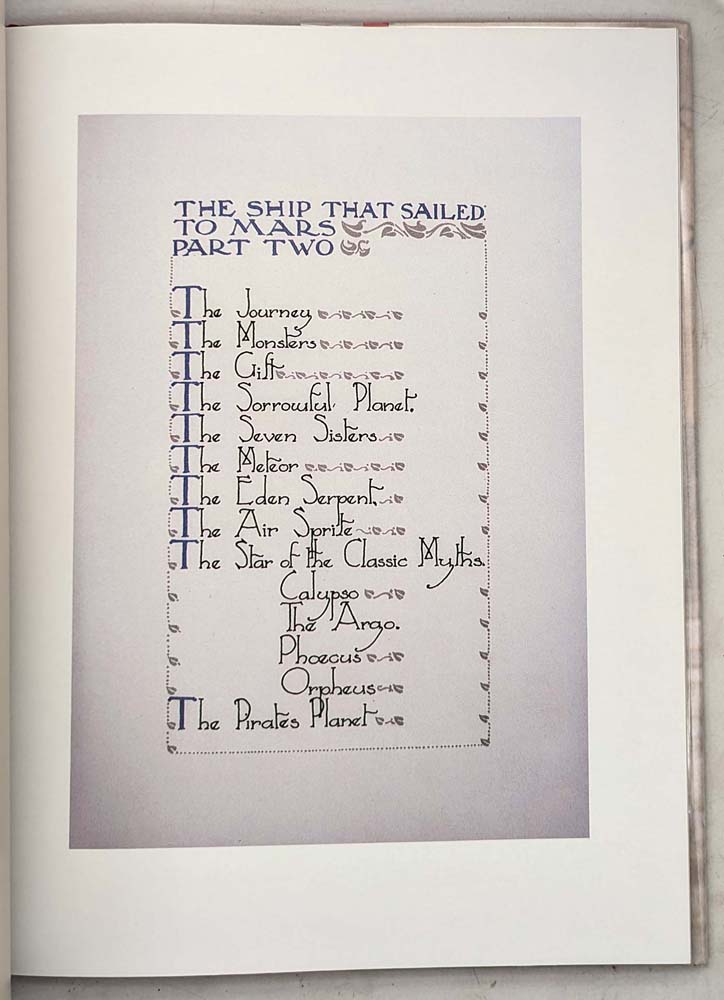 THE SHIP THAT SAILED
TO MARS
PART TWO
The Journey
The Monsters
The Gift
The Sorrowful Planet.
The Seven Sisters
The Meteor
The Eden Serpent.
The Air Sprite
The Star of the Classic Myths.
Calypso
The Argo.
Phoecus
Orpheus
The Pirates Planet